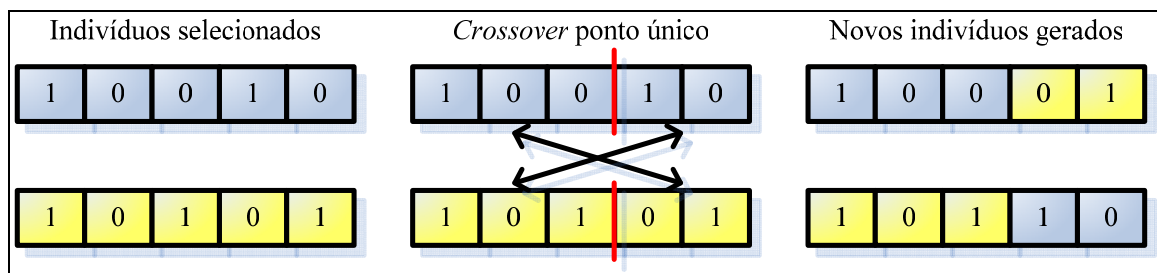 Indivíduos selecionados Crossover ponto único Novos indivíduos gerados
1 0 0 1 0 1 0 0 1 0 1 0 0 0 1
1 0 1 0 1 1 0 1 0 1 1 0 1 1 0